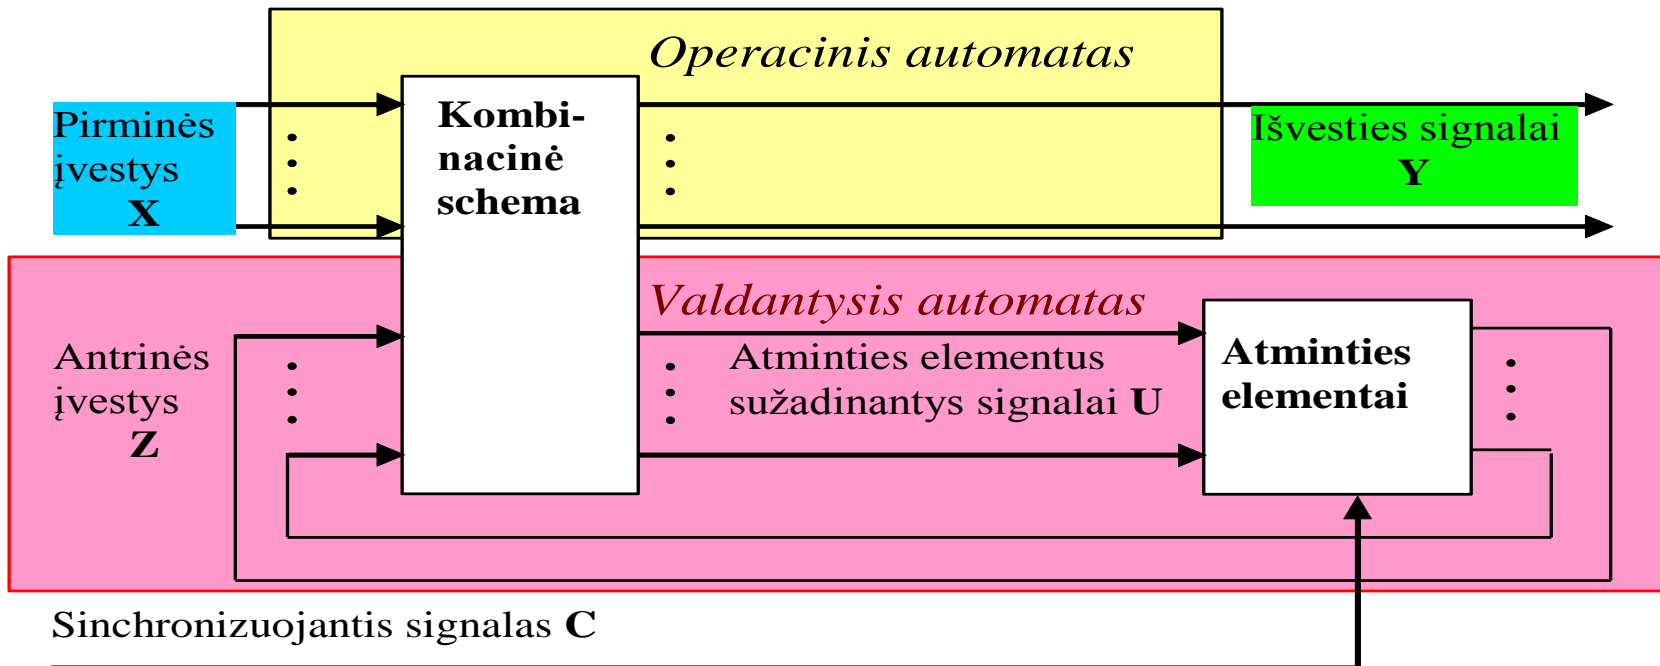 Operacinis automatas
Pirminės
įvestys
X
Kombi-
nacinė
schema
Išvesties signalai
Y
Valdantysis automatas
Antrinės
įvestys
Z
Atminties elementus
sužadinantys signalai U
Atminties
elementai
Sinchronizuojantis signalas C